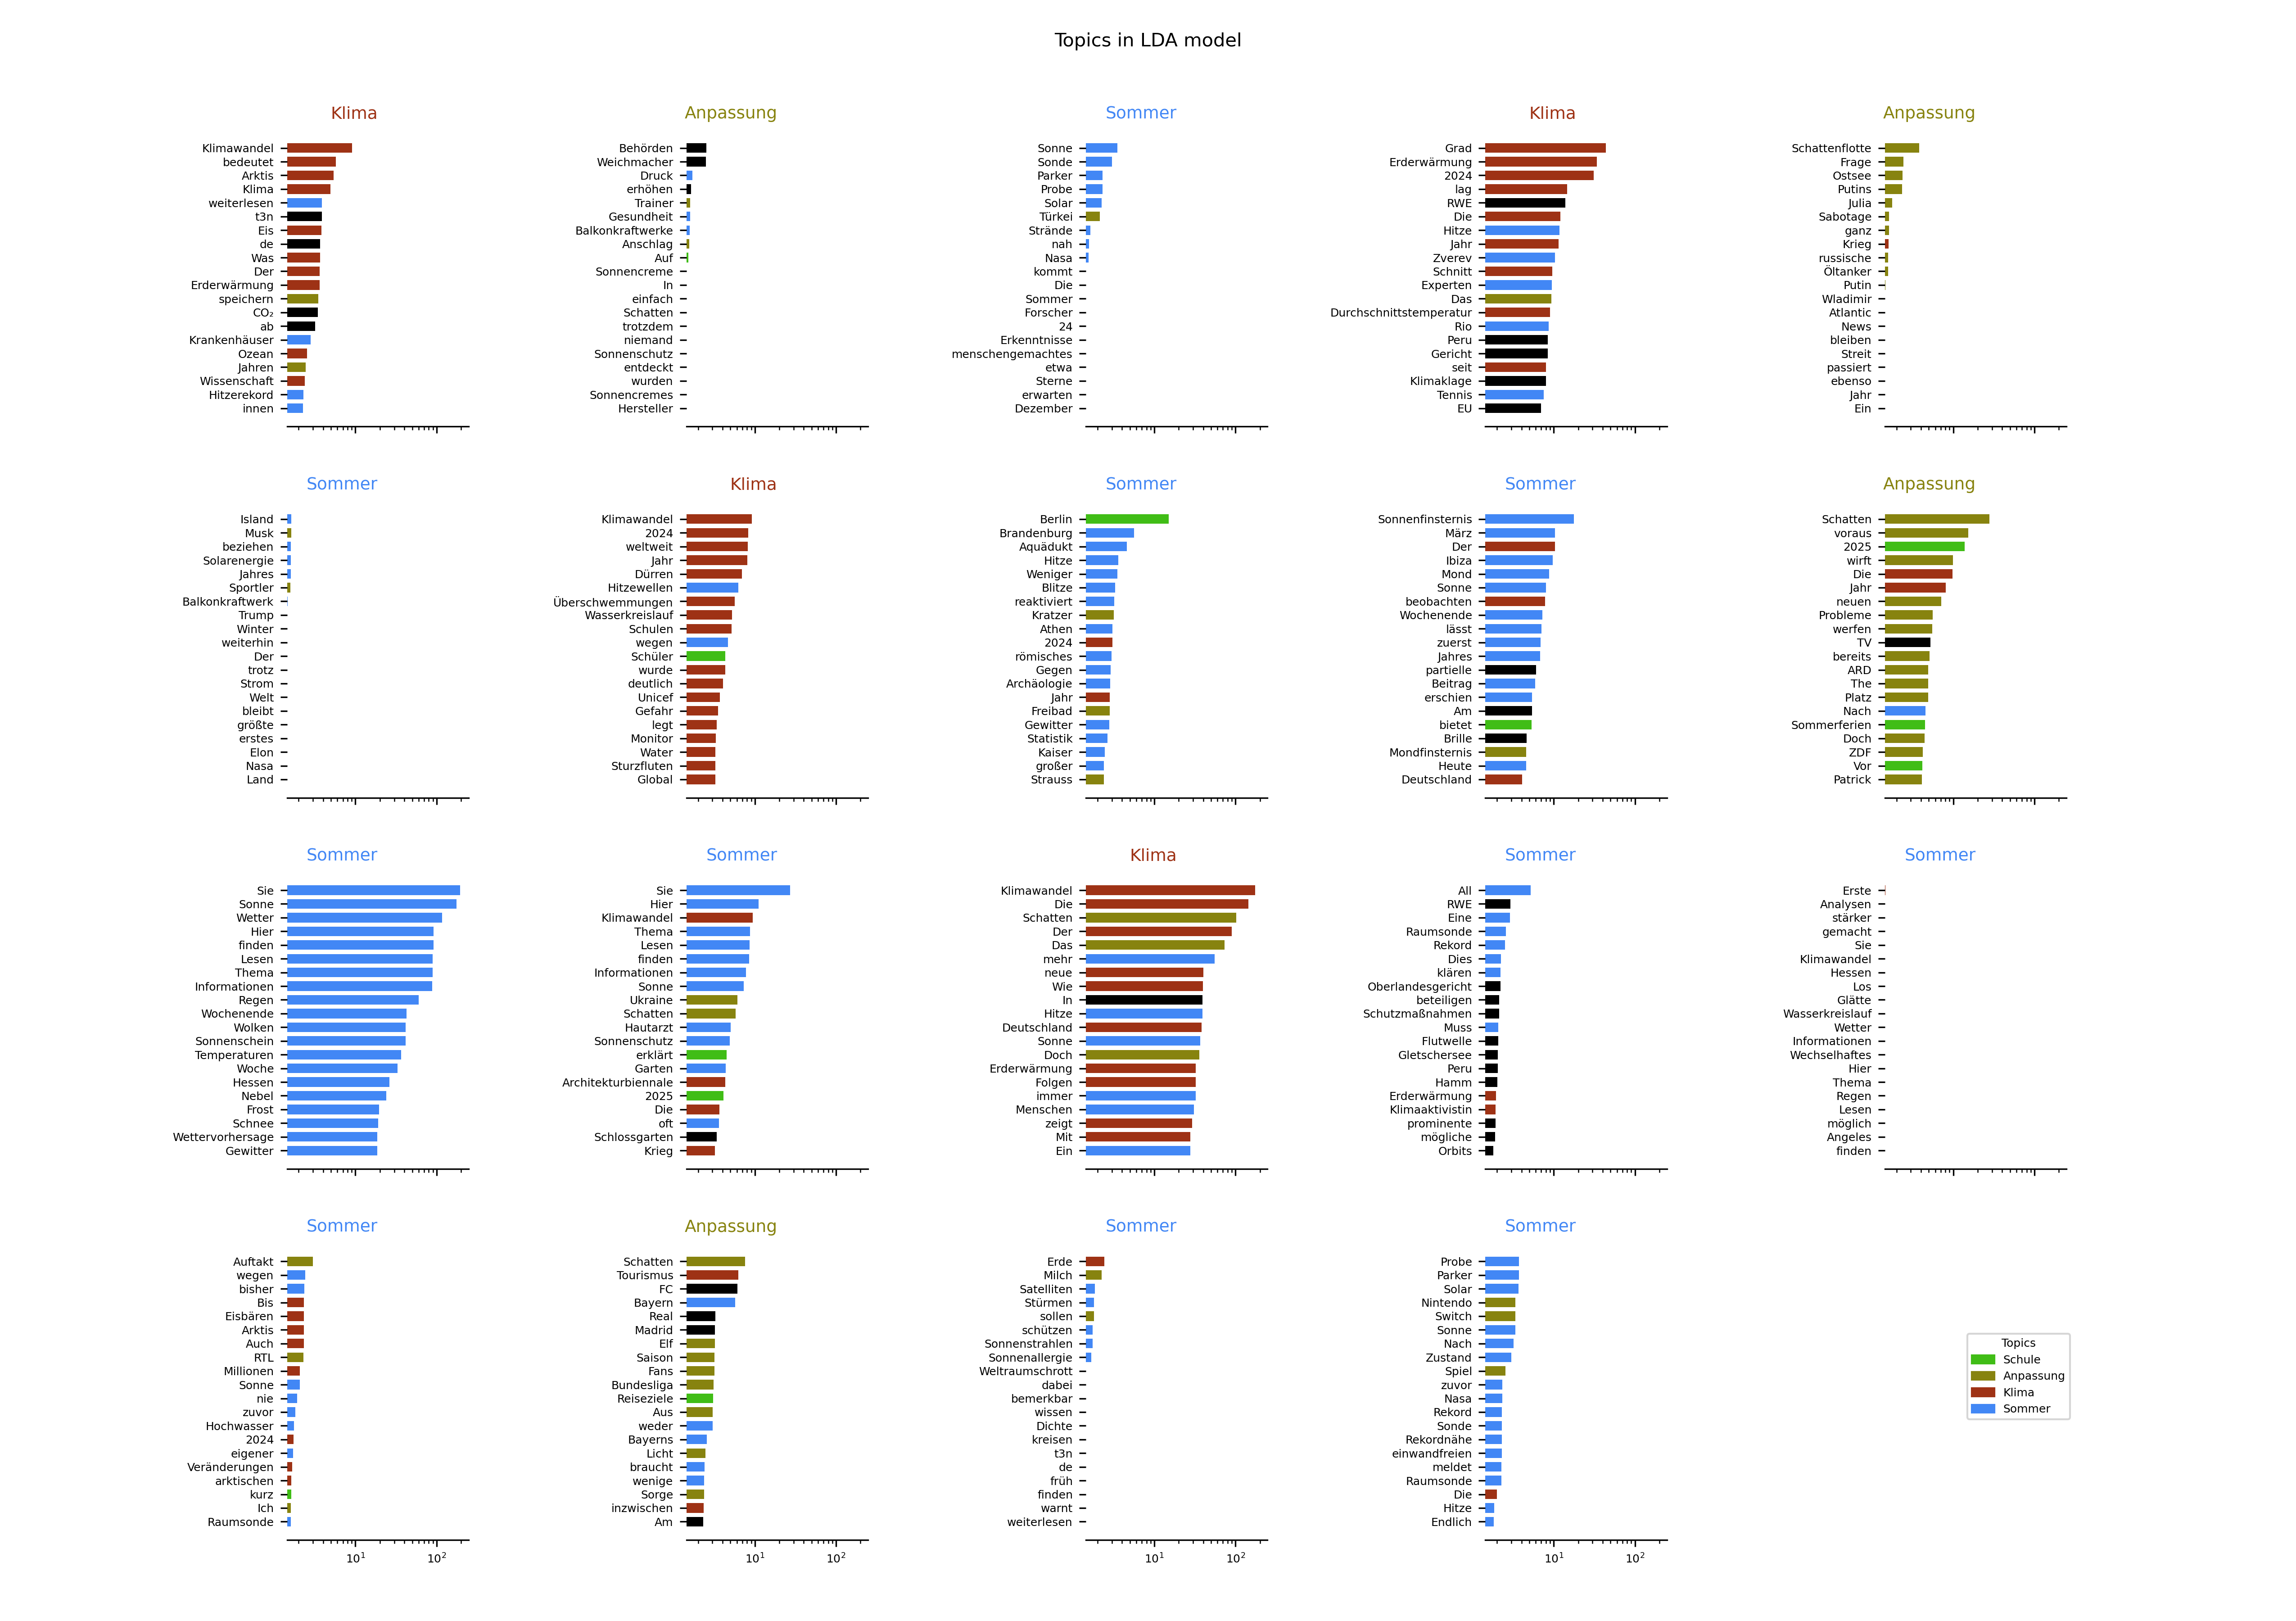 Topics in LDA model
Klima
Klimawandel
bedeutet
Arktis
Klima
weiterlesen
t3n
Eis
de
Was
Der
Erderwärmung
speichern
CO₂
ab
Krankenhäuser
Ozean
Jahren
Wissenschaft
Hitzerekord
innen
Anpassung
Behörden
Weichmacher
Druck
erhöhen
Trainer
Gesundheit
Balkonkraftwerke
Anschlag
Auf
Sonnencreme
In
einfach
Schatten
trotzdem
niemand
Sonnenschutz
entdeckt
wurden
Sonnencremes
Hersteller
Sommer
Sonne
Sonde
Parker
Probe
Solar
Türkei
Strände
nah
Nasa
kommt
Die
Sommer
Forscher
24
Erkenntnisse
menschengemachtes
etwa
Sterne
erwarten
Dezember
Klima
Grad
Erderwärmung
2024
lag
RWE
Die
Hitze
Jahr
Zverev
Schnitt
Experten
Das
Durchschnittstemperatur
Rio
Peru
Gericht
seit
Klimaklage
Tennis
EU
Anpassung
Schattenflotte
Frage
Ostsee
Putins
Julia
Sabotage
ganz
Krieg
russische
Öltanker
Putin
Wladimir
Atlantic
News
bleiben
Streit
passiert
ebenso
Jahr
Ein
Sommer
Island
Musk
beziehen
Solarenergie
Jahres
Sportler
Balkonkraftwerk
Trump
Winter
weiterhin
Der
trotz
Strom
Welt
bleibt
größte
erstes
Elon
Nasa
Land
Klima
Klimawandel
2024
weltweit
Jahr
Dürren
Hitzewellen
Überschwemmungen
Wasserkreislauf
Schulen
wegen
Schüler
wurde
deutlich
Unicef
Gefahr
legt
Monitor
Water
Sturzfluten
Global
Sommer
Berlin
Brandenburg
Aquädukt
Hitze
Weniger
Blitze
reaktiviert
Kratzer
Athen
2024
römisches
Gegen
Archäologie
Jahr
Freibad
Gewitter
Statistik
Kaiser
großer
Strauss
Sommer
Sonnenfinsternis
März
Der
Ibiza
Mond
Sonne
beobachten
Wochenende
lässt
zuerst
Jahres
partielle
Beitrag
erschien
Am
bietet
Brille
Mondfinsternis
Heute
Deutschland
Anpassung
Schatten
voraus
2025
wirft
Die
Jahr
neuen
Probleme
werfen
TV
bereits
ARD
The
Platz
Nach
Sommerferien
Doch
ZDF
Vor
Patrick
Sommer
Sie
Sonne
Wetter
Hier
finden
Lesen
Thema
Informationen
Regen
Wochenende
Wolken
Sonnenschein
Temperaturen
Woche
Hessen
Nebel
Frost
Schnee
Wettervorhersage
Gewitter
Sommer
Sie
Hier
Klimawandel
Thema
Lesen
finden
Informationen
Sonne
Ukraine
Schatten
Hautarzt
Sonnenschutz
erklärt
Garten
Architekturbiennale
2025
Die
oft
Schlossgarten
Krieg
Klima
Klimawandel
Die
Schatten
Der
Das
mehr
neue
Wie
In
Hitze
Deutschland
Sonne
Doch
Erderwärmung
Folgen
immer
Menschen
zeigt
Mit
Ein
Sommer
All
RWE
Eine
Raumsonde
Rekord
Dies
klären
Oberlandesgericht
beteiligen
Schutzmaßnahmen
Muss
Flutwelle
Gletschersee
Peru
Hamm
Erderwärmung
Klimaaktivistin
prominente
mögliche
Orbits
Sommer
Erste
Analysen
stärker
gemacht
Sie
Klimawandel
Hessen
Los
Glätte
Wasserkreislauf
Wetter
Informationen
Wechselhaftes
Hier
Thema
Regen
Lesen
möglich
Angeles
finden
Sommer
Auftakt
wegen
bisher
Bis
Eisbären
Arktis
Auch
RTL
Millionen
Sonne
nie
zuvor
Hochwasser
2024
eigener
Veränderungen
arktischen
kurz
Ich
Raumsonde
10¹ 10²
Anpassung
Schatten
Tourismus
FC
Bayern
Real
Madrid
Elf
Saison
Fans
Bundesliga
Reiseziele
Aus
weder
Bayerns
Licht
braucht
wenige
Sorge
inzwischen
Am
10¹ 10²
Sommer
Erde
Milch
Satelliten
Stürmen
sollen
schützen
Sonnenstrahlen
Sonnenallergie
Weltraumschrott
dabei
bemerkbar
wissen
Dichte
kreisen
t3n
de
früh
finden
warnt
weiterlesen
10¹ 10²
Sommer
Probe
Parker
Solar
Nintendo
Switch
Sonne
Nach
Zustand
Spiel
zuvor
Nasa
Rekord
Sonde
Rekordnähe
einwandfreien
meldet
Raumsonde
Die
Hitze
Endlich
10¹ 10²
Topics
Schule
Anpassung
Klima
Sommer